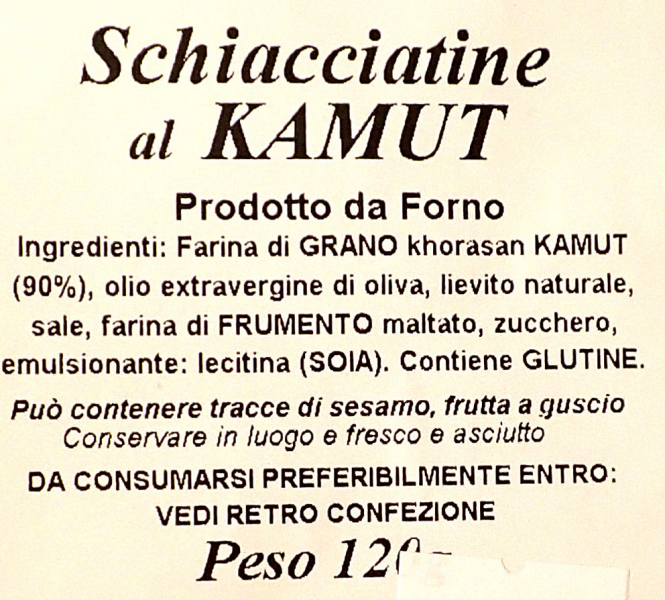 Schiacciatine
al KAMUT
Prodotto da Forno
Ingredienti: Farina di GRANO khorasan KAMUT
(90%), olio extravergine di oliva, lievito naturale,
sale, farina di FRUMENTO maltato, zucchero,
emulsionante: lecitina (SOIA). Contiene GLUTINE.
Può contenere tracce di sesamo, frutta a guscio
Conservare in luogo e fresco e asciutto
DA CONSUMARSI PREFERIBILMENTE ENTRO:
VEDI RETRO CONFEZIONE
Peso